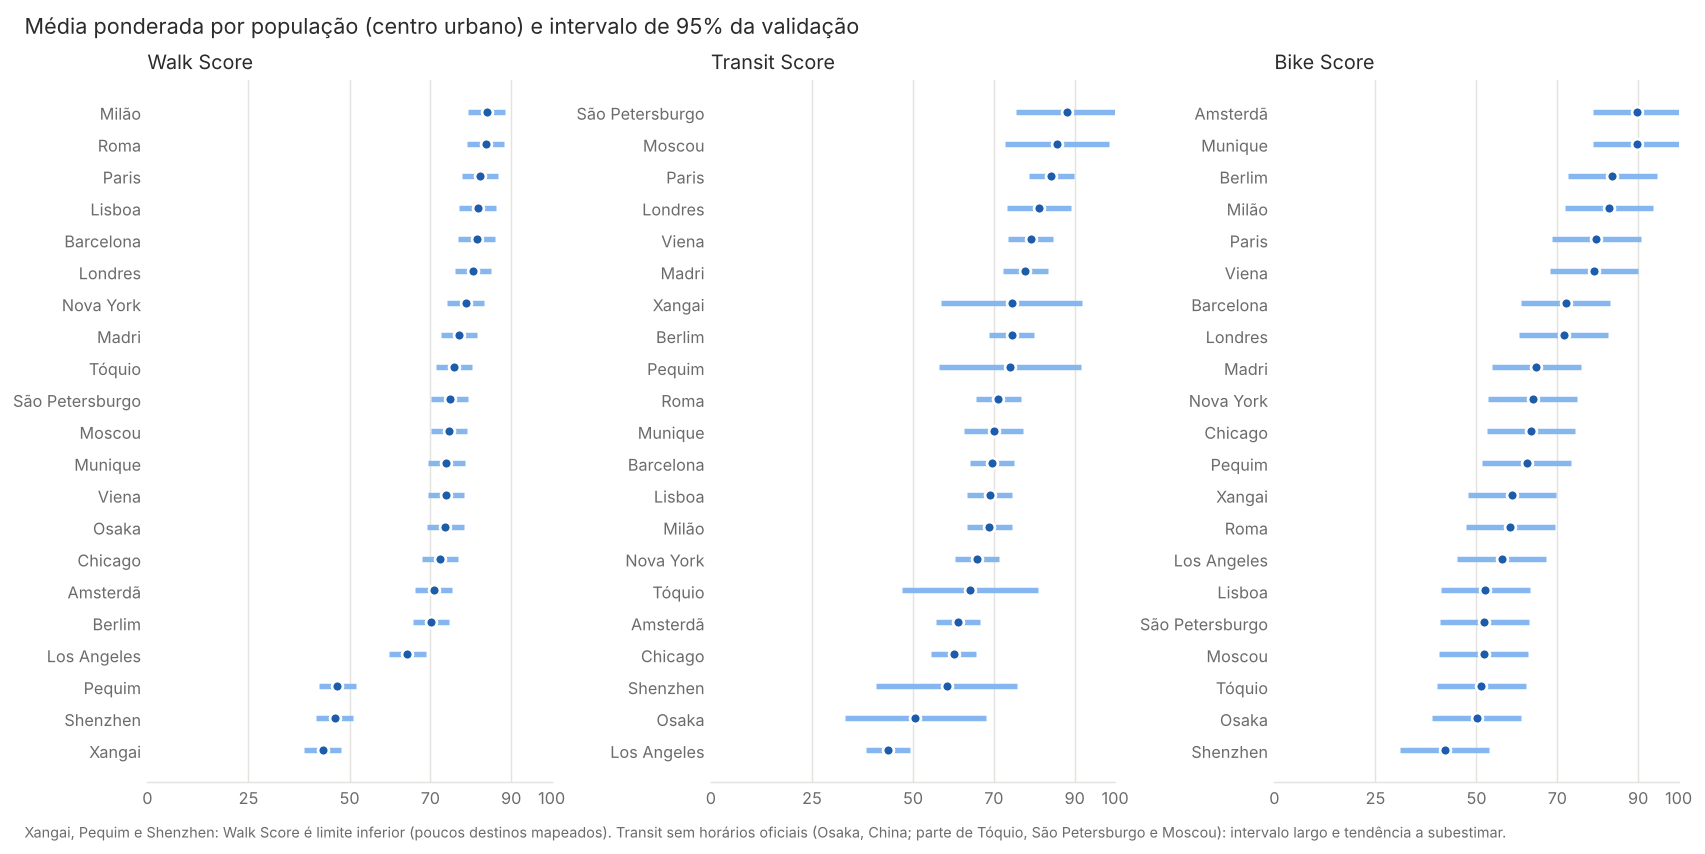 Média ponderada por população (centro urbano) e intervalo de 95% da validação
Walk Score
Milão
Roma
Paris
Lisboa
Barcelona
Londres
Nova York
Madri
Tóquio
São Petersburgo
Moscou
Munique
Viena
Osaka
Chicago
Amsterdã
Berlim
Los Angeles
Pequim
Shenzhen
Xangai
0 25 50 70 90 100
Transit Score
São Petersburgo
Moscou
Paris
Londres
Viena
Madri
Xangai
Berlim
Pequim
Roma
Munique
Barcelona
Lisboa
Milão
Nova York
Tóquio
Amsterdã
Chicago
Shenzhen
Osaka
Los Angeles
0 25 50 70 90 100
Bike Score
Amsterdã
Munique
Berlim
Milão
Paris
Viena
Barcelona
Londres
Madri
Nova York
Chicago
Pequim
Xangai
Roma
Los Angeles
Lisboa
São Petersburgo
Moscou
Tóquio
Osaka
Shenzhen
0 25 50 70 90 100
Xangai, Pequim e Shenzhen: Walk Score é limite inferior (poucos destinos mapeados). Transit sem horários oficiais (Osaka, China; parte de Tóquio, São Petersburgo e Moscou): intervalo largo e tendência a subestimar.